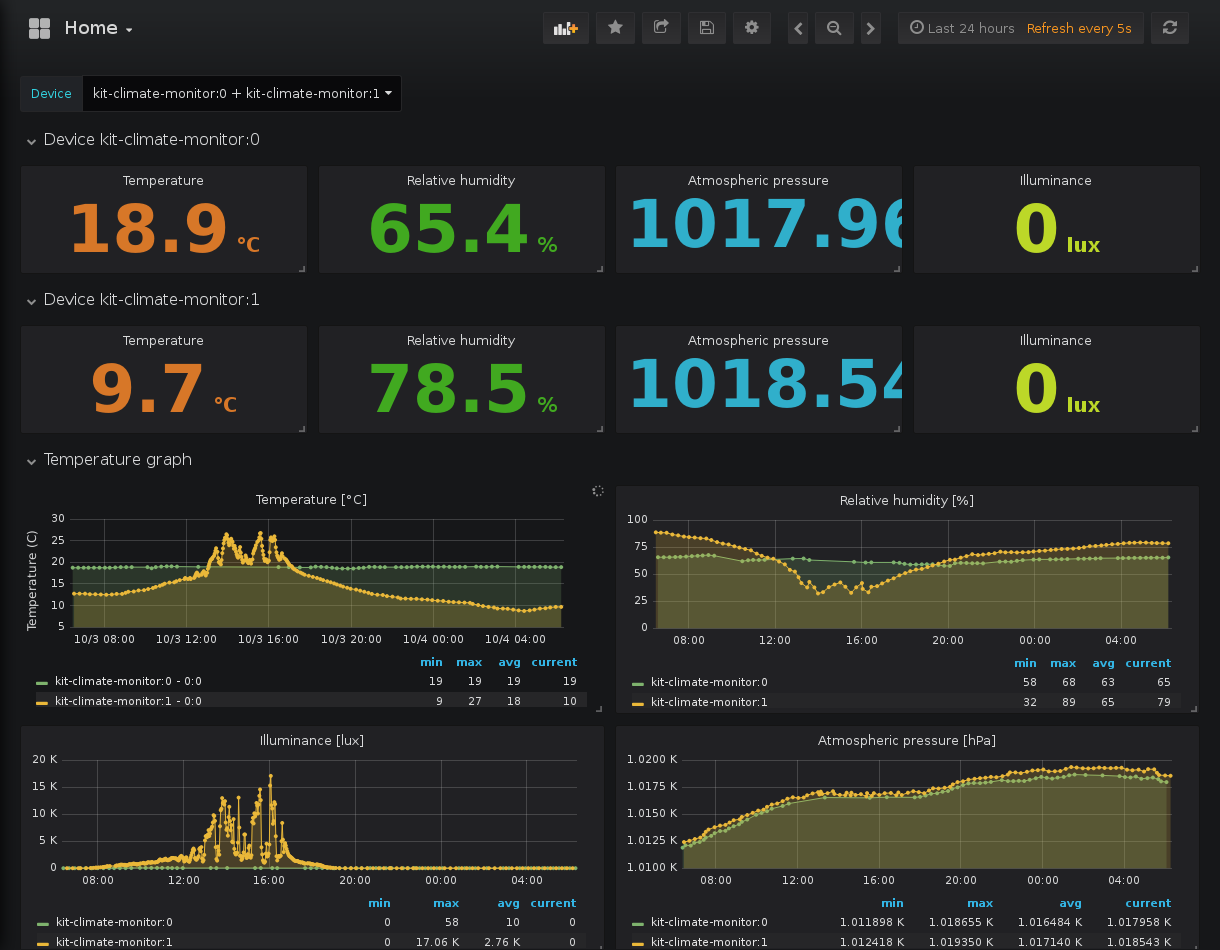 Home
Last 24 hours Refresh every 5s
Device kit-climate-monitor:0 + kit-climate-monitor:1
Device kit-climate-monitor:0
Temperature Relative humidity Atmospheric pressure Illuminance
18.9 °C 65.4 % 1017.96 0 lux
Device kit-climate-monitor:1
Temperature Relative humidity Atmospheric pressure Illuminance
9.7 °C 78.5 % 1018.54 0 lux
Temperature graph
Temperature [°C]
Temperature (C)
30
25
20
15
10
5
10/3 08:00 10/3 12:00 10/3 16:00 10/3 20:00 10/4 00:00 10/4 04:00
min max avg current
kit-climate-monitor:0 - 0:0 19 19 19 19
kit-climate-monitor:1 - 0:0 9 27 18 10
Relative humidity [%]
100
75
50
25
0
08:00 12:00 16:00 20:00 00:00 04:00
min max avg current
kit-climate-monitor:0 58 68 63 65
kit-climate-monitor:1 32 89 65 79
Illuminance [lux]
20 K
15 K
10 K
5 K
0
08:00 12:00 16:00 20:00 00:00 04:00
min max avg current
kit-climate-monitor:0 0 58 10 0
kit-climate-monitor:1 0 17.06 K 2.76 K 0
Atmospheric pressure [hPa]
1.0200 K
1.0175 K
1.0150 K
1.0125 K
1.0100 K
08:00 12:00 16:00 20:00 00:00 04:00
min max avg current
kit-climate-monitor:0 1.011898 K 1.018655 K 1.016484 K 1.017958 K
kit-climate-monitor:1 1.012418 K 1.019350 K 1.017140 K 1.018543 K